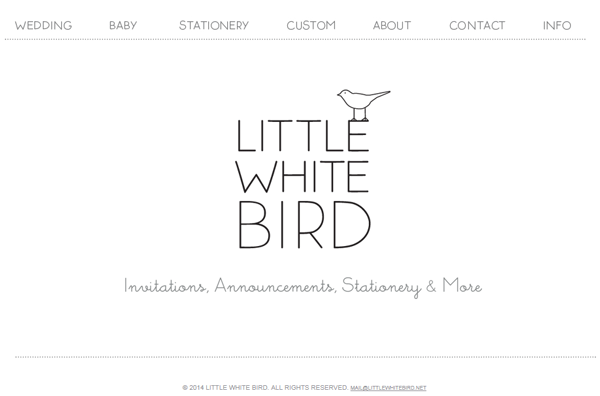 WEDDING BABY STATIONERY CUSTOM ABOUT CONTACT INFO
LITTLE
WHITE
BIRD
Invitations, Announcements, Stationery & More
© 2014 LITTLE WHITE BIRD. ALL RIGHTS RESERVED. MAIL@LITTLEWHITEBIRD.NET